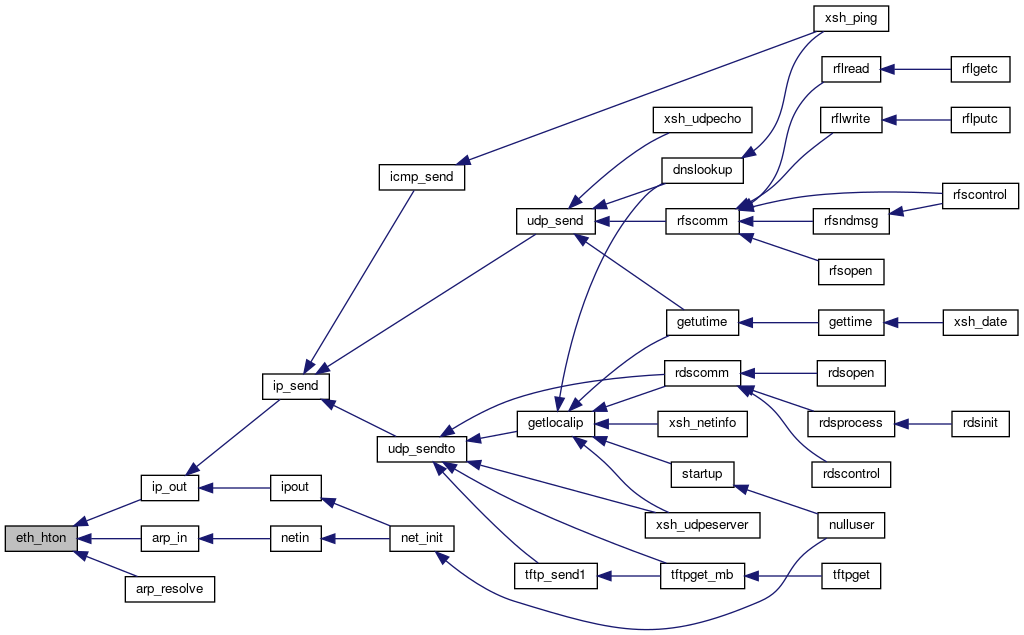 xsh_ping
rflread
rflgetc
xsh_udpecho
rflwrite
rflputc
icmp_send
dnslookup
rfscontrol
udp_send
rfscomm
rfsndmsg
rfsopen
getutime
gettime
xsh_date
ip_send
rdscomm
rdsopen
getlocalip
xsh_netinfo
rdsprocess
rdsinit
udp_sendto
startup
rdscontrol
ip_out
ipout
xsh_udpeserver
nulluser
eth_hton
arp_in
netin
net_init
tftp_send1
tftpget_mb
tftpget
arp_resolve